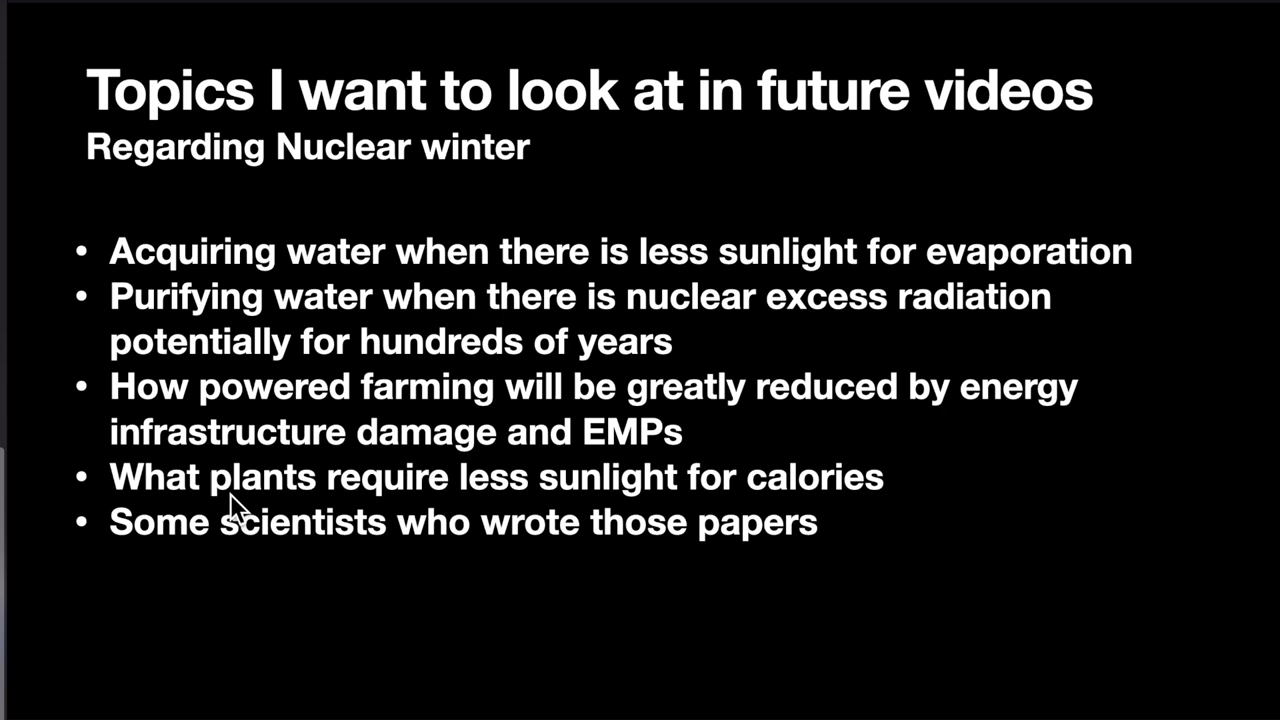 Topics I want to look at in future videos
Regarding Nuclear winter
• Acquiring water when there is less sunlight for evaporation
• Purifying water when there is nuclear excess radiation
potentially for hundreds of years
• How powered farming will be greatly reduced by energy
infrastructure damage and EMPs
• What plants require less sunlight for calories
• Some scientists who wrote those papers